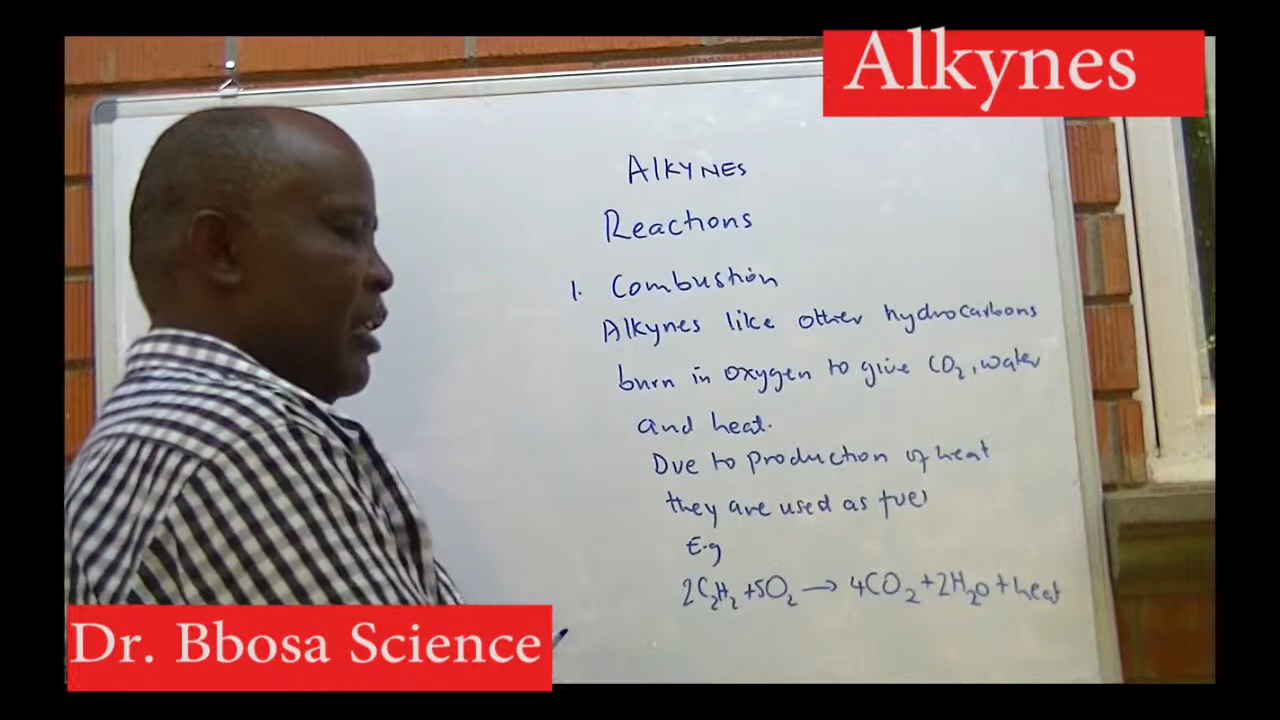 Alkynes
ALKYNES
Reactions
1. Combustion
Alkynes like other hydrocarbons
burn in oxygen to give CO₂, water
and heat.
Due to production of heat
they are used as fuel
E.g
2C₂H₂ +5O₂ → 4CO₂ +2H₂O + heat
Dr. Bbosa Science